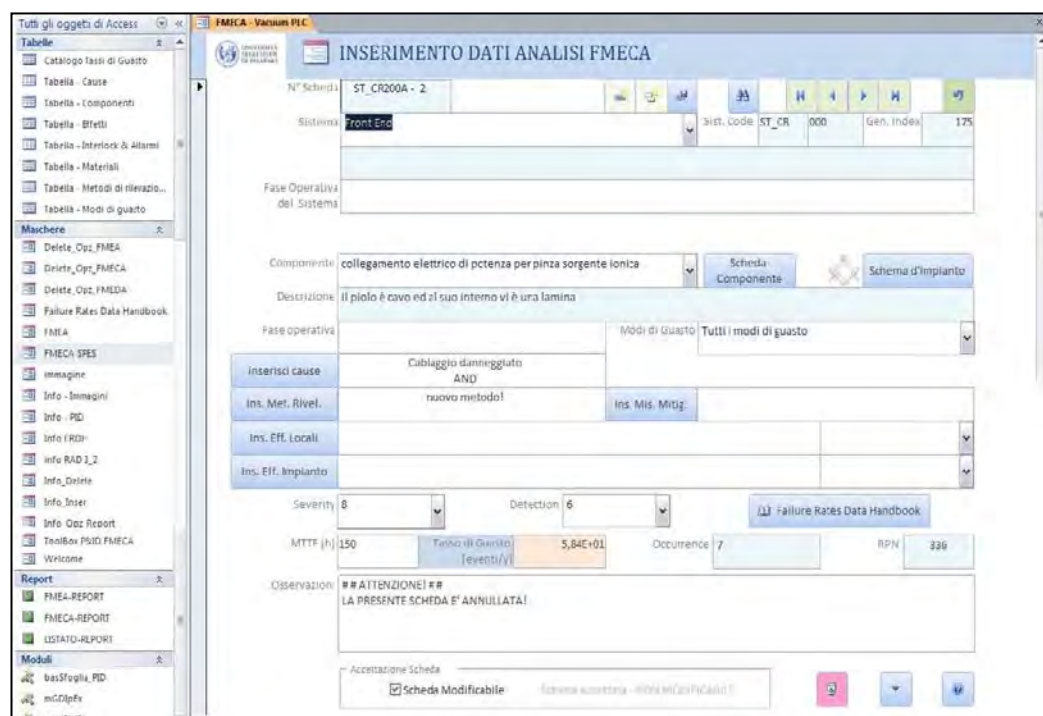 Tutti gli oggetti di Access
Tabelle
Catalogo Tassi di Guasto
Tabella - Cause
Tabella - Componenti
Tabella - Effetti
Tabella - Interlock & Allarmi
Tabella - Materiali
Tabella - Metodi di rilevazio...
Tabella - Modi di guasto
Maschere
Delete_Opz_FMEA
Delete_Opz_FMECA
Delete_Opz_FMEDA
Failure Rates Data Handbook
FMEA
FMECA SPES
immagine
Info - Immagini
Info - PID
Info
info RAD 3_2
Info_Delete
Info_Inser
Info_Opz_Report
ToolBox FMECA
Welcome
Report
FMEA-REPORT
FMECA-REPORT
LISTATO-REPORT
Moduli
basSfoglia_PID
FMECA - Vacuum PLC
INSERIMENTO DATI ANALISI FMECA
N° Scheda ST_CR200A - 2
Sistema Front End Sist. Code ST_CR 000 Gen. Index 175
Fase Operativa
del Sistema
Componente collegamento elettrico di potenza per pinza sorgente ionica
Scheda
Componente
Schema d'Impianto
Descrizione Il piolo è cavo ed al suo interno vi è una lamina
Fase operativa Modi di Guasto Tutti i modi di guasto
Inserisci cause
Cablaggio danneggiato
AND
Ins. Met. Rivel. nuovo metodo! Ins. Mis. Mitig.
Ins. Eff. Locali
Ins. Eff. Impianto
Severity 8 Detection 6 Failure Rates Data Handbook
MTTF (h) 150 Tasso di Guasto 5,84E+01 Occurrence 7 RPN 336
[eventi/y]
Osservazioni ##ATTENZIONE! ##
LA PRESENTE SCHEDA E' ANNULLATA!
Accettazione Scheda
Scheda Modificabile